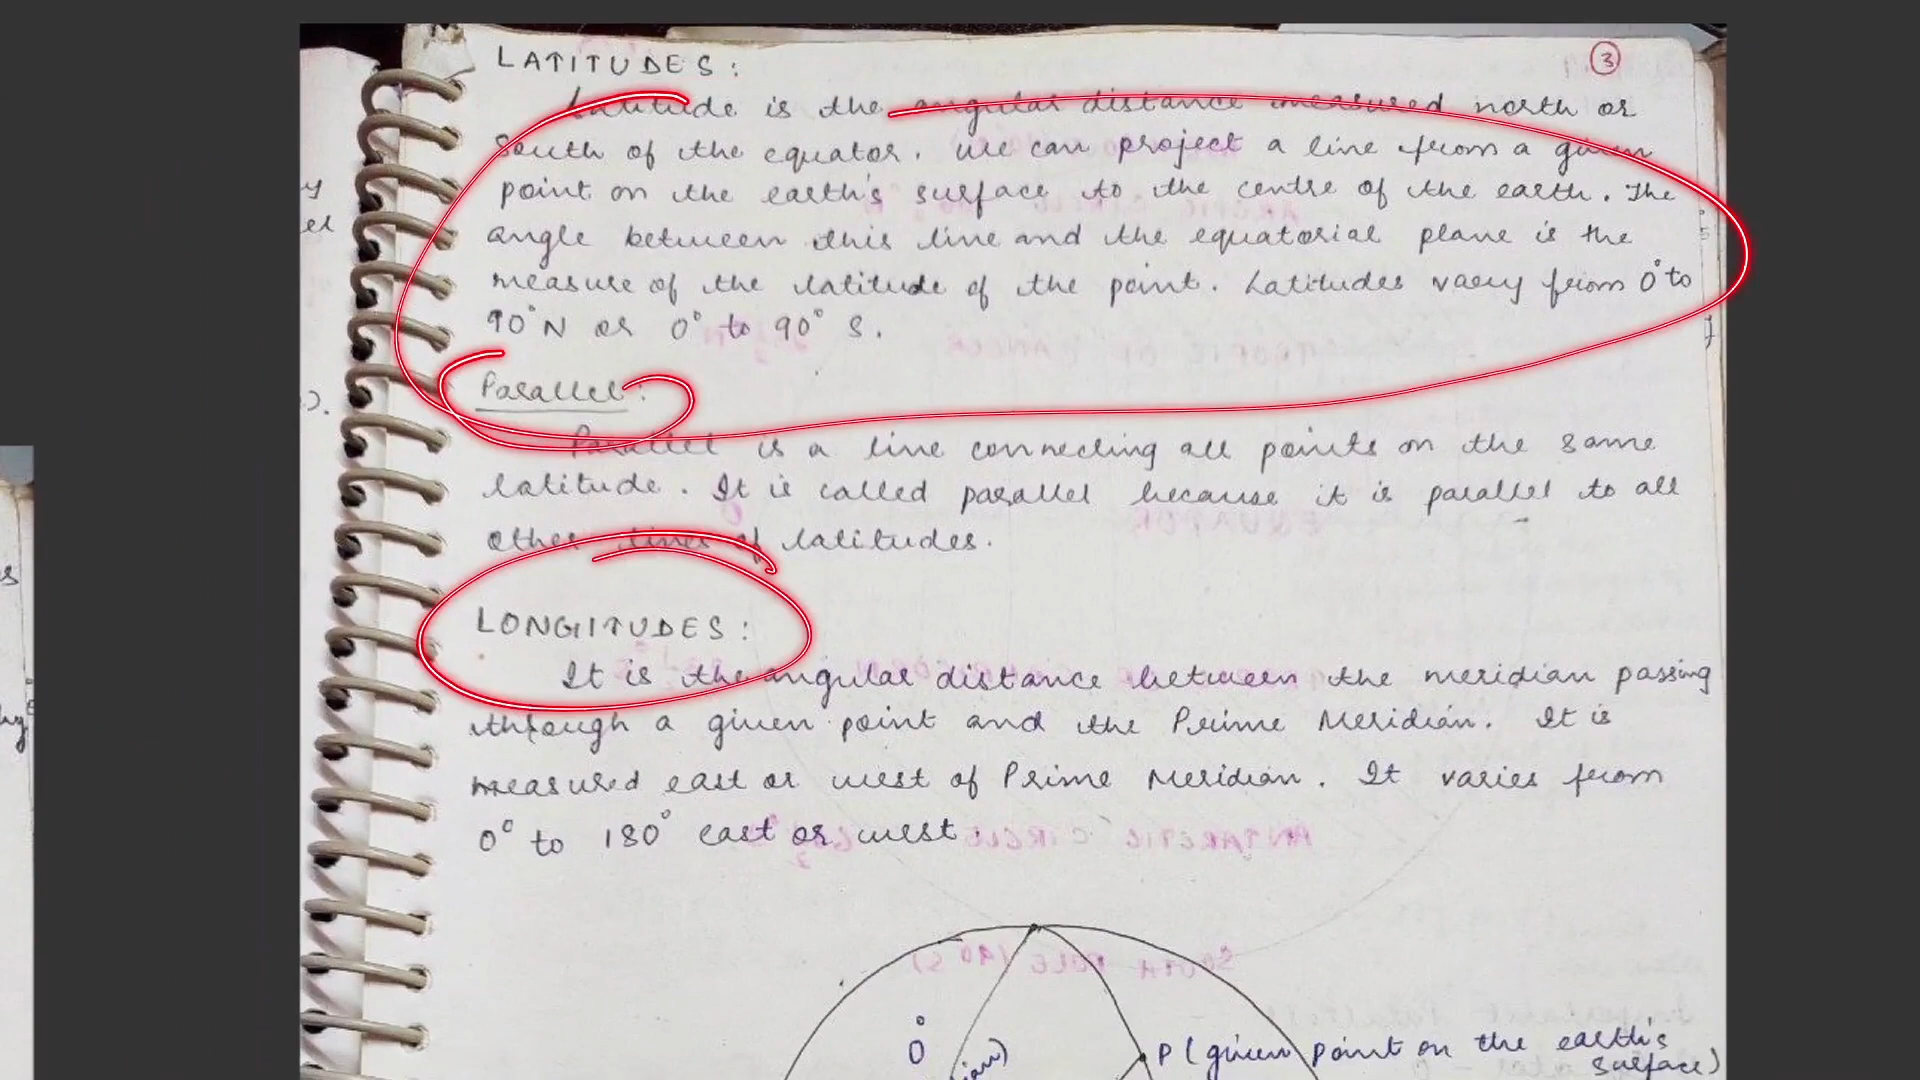 LATITUDES:
3
Latitude is the angular distance measured north or
South of the equator. We can project a line from a given
point on the earth's surface to the centre of the earth. The
angle between this line and the equatorial plane is the
measure of the latitude of the point. Latitudes vary from 0° to
90° N or 0° to 90° S.
Parallel:
Parallel is a line connecting all points on the same
latitude. It is called parallel because it is parallel to all
other lines of latitudes.
LONGITUDES:
It is the angular distance between the meridian passing
through a given point and the Prime Meridian. It is
measured east or west of Prime Meridian. It varies from
0° to 180° east or west.
0°
P (given point on the earth's
surface)